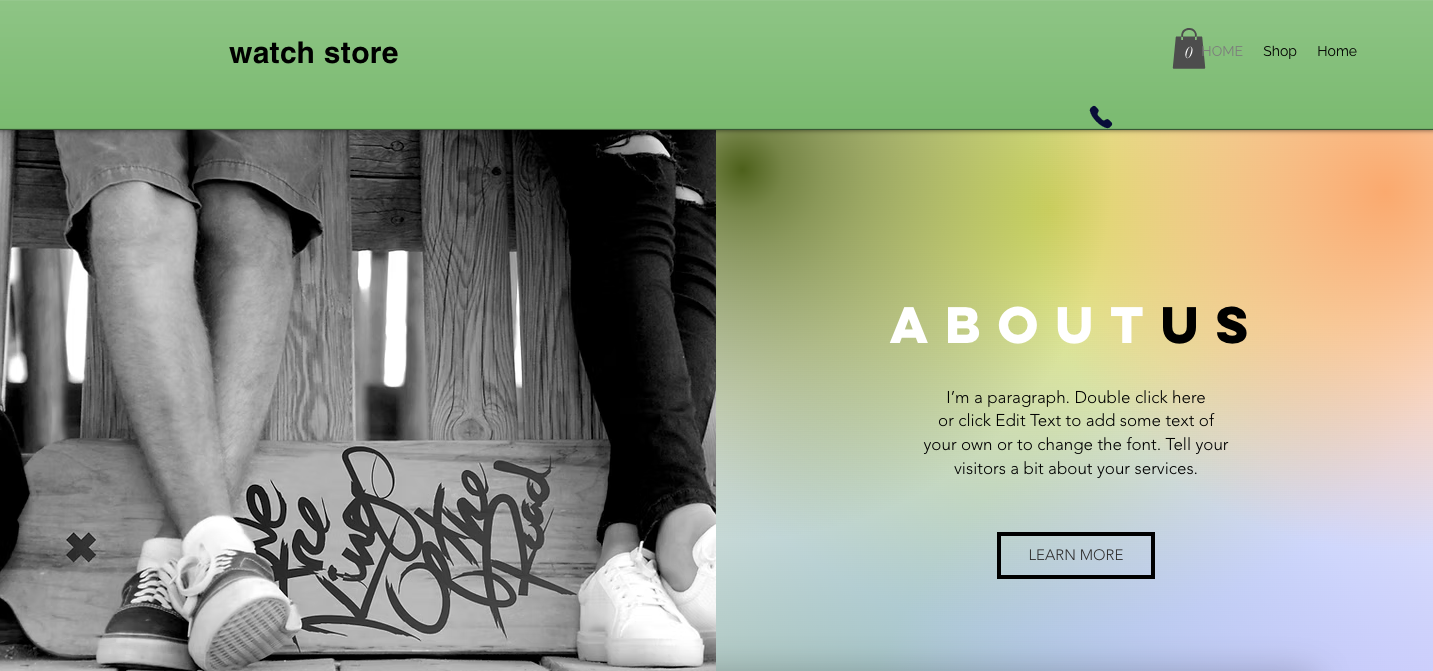 watch store
0
HOME Shop Home
ABOUT US
I'm a paragraph. Double click here
or click Edit Text to add some text of
your own or to change the font. Tell your
visitors a bit about your services.
LEARN MORE
the
Kings
Of the
Road